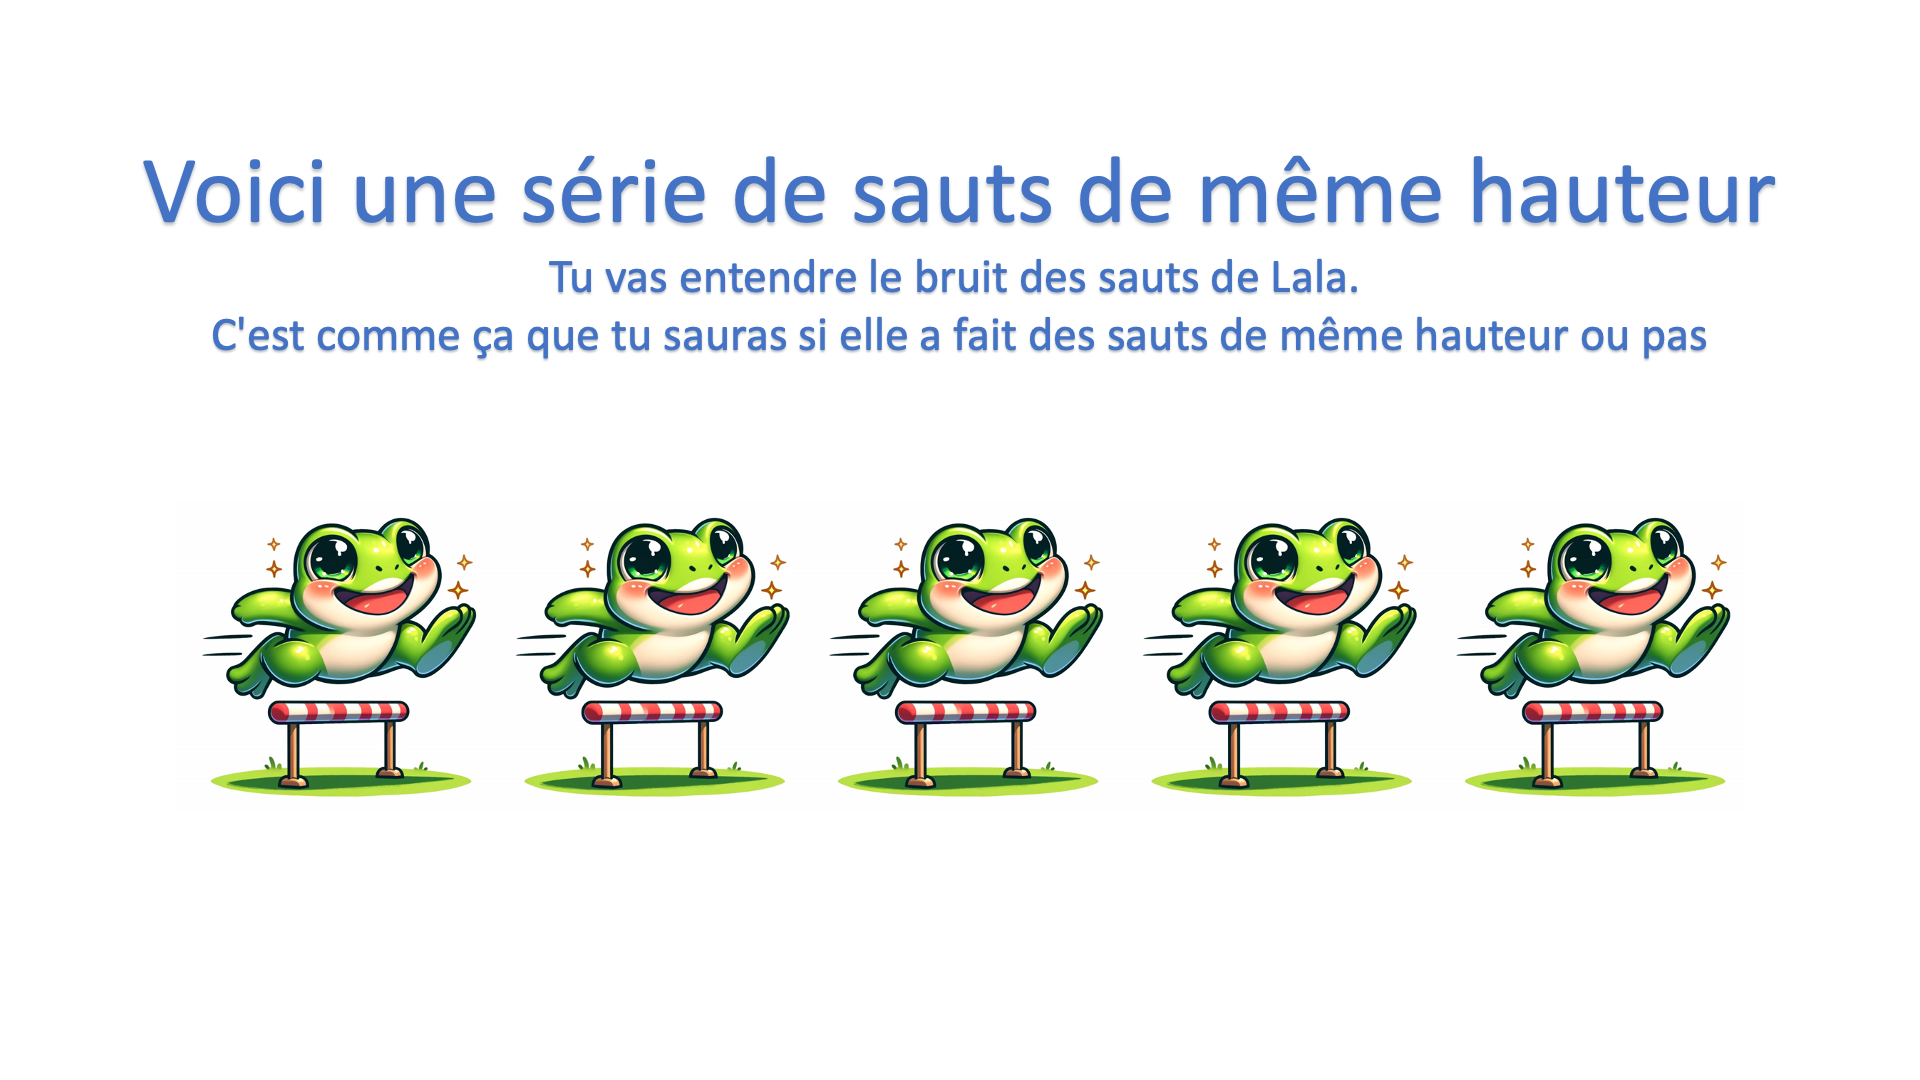 Voici une série de sauts de même hauteur
Tu vas entendre le bruit des sauts de Lala.
C'est comme ça que tu sauras si elle a fait des sauts de même hauteur ou pas